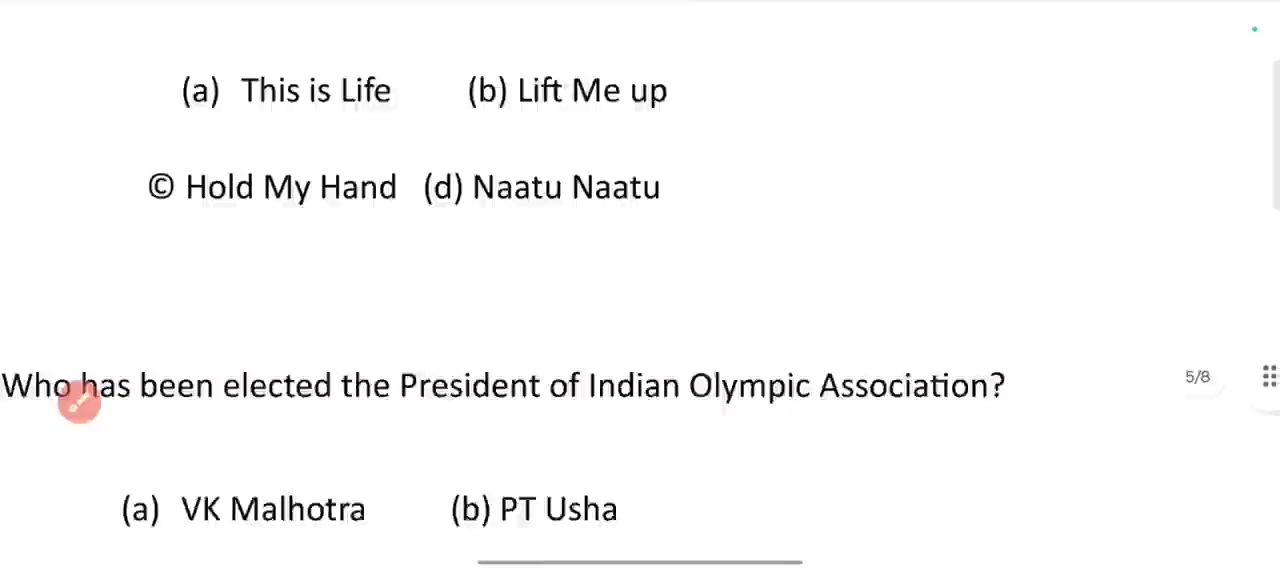 (a) This is Life (b) Lift Me up
© Hold My Hand (d) Naatu Naatu
Who has been elected the President of Indian Olympic Association?
5/8
(a) VK Malhotra (b) PT Usha